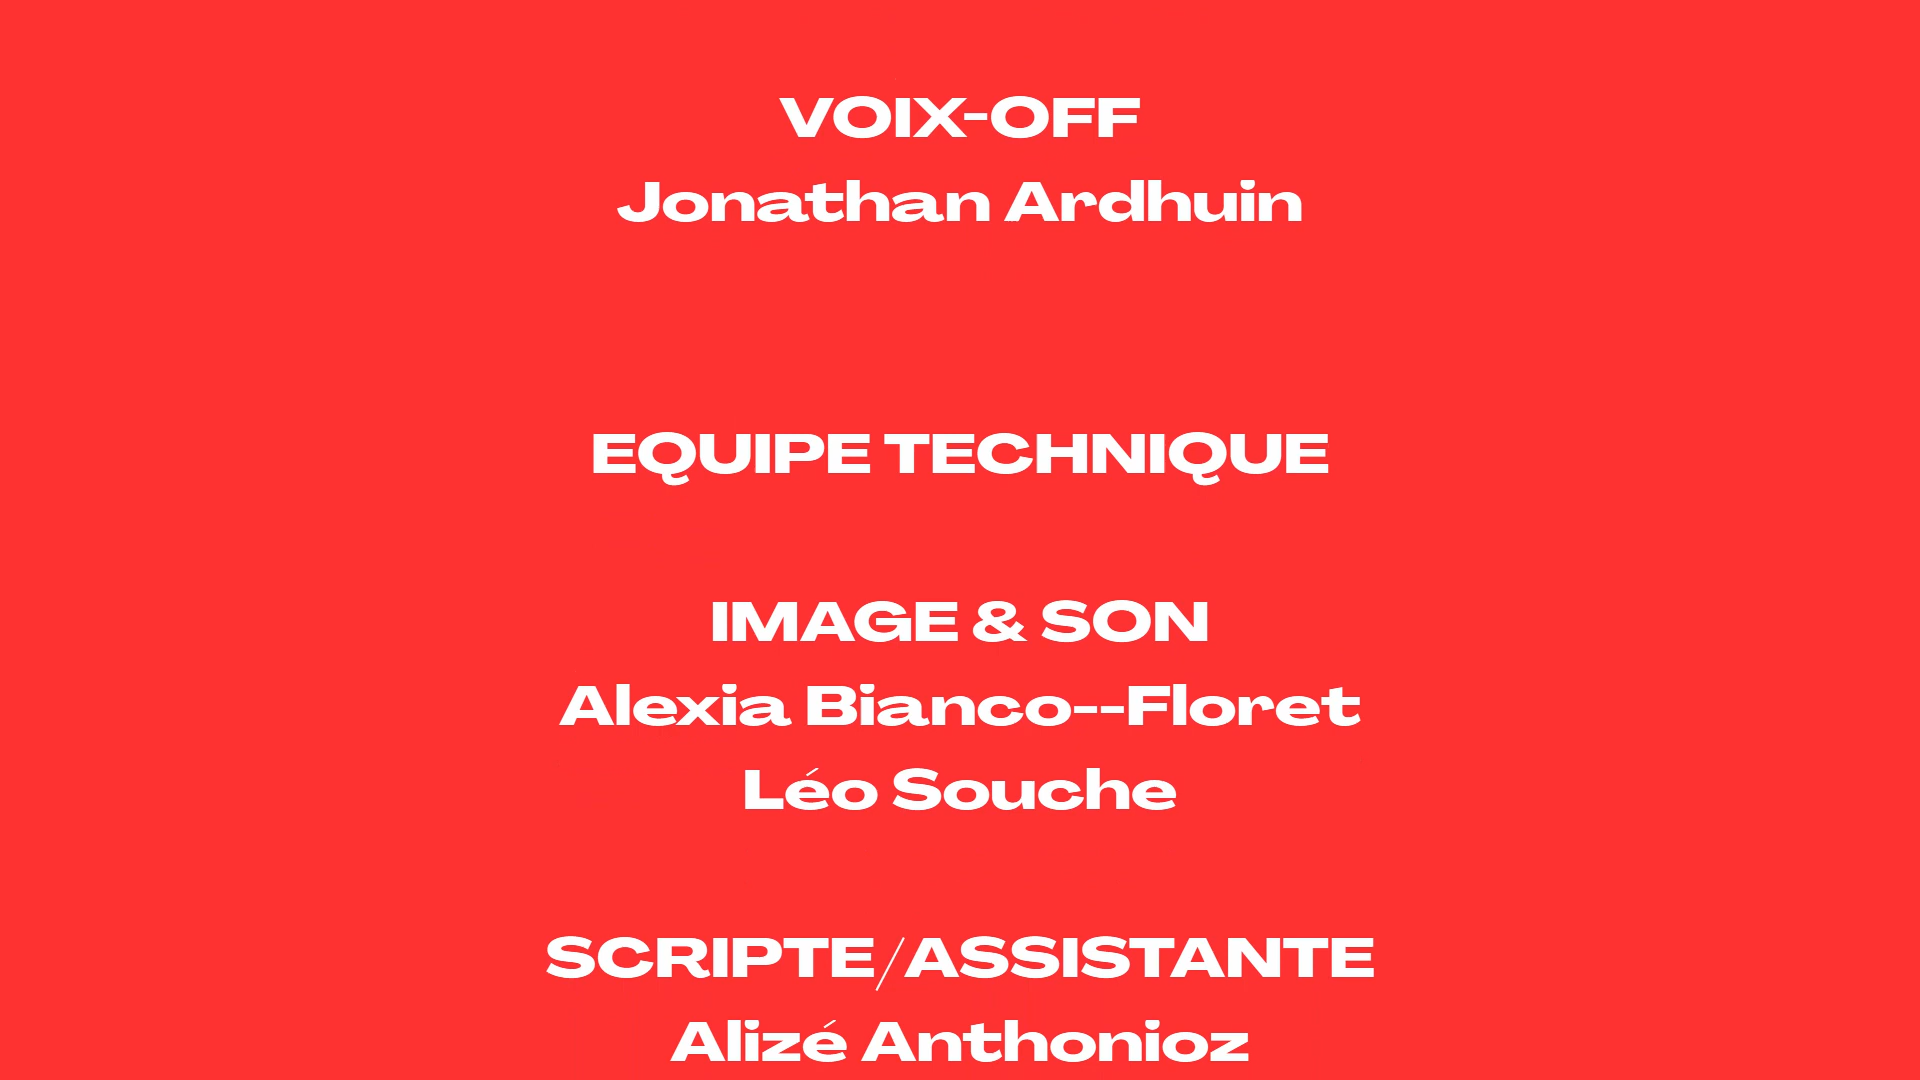 VOIX-OFF
Jonathan Ardhuin
EQUIPE TECHNIQUE
IMAGE & SON
Alexia Bianco--Floret
Léo Souche
SCRIPTE/ASSISTANTE
Alizé Anthonioz